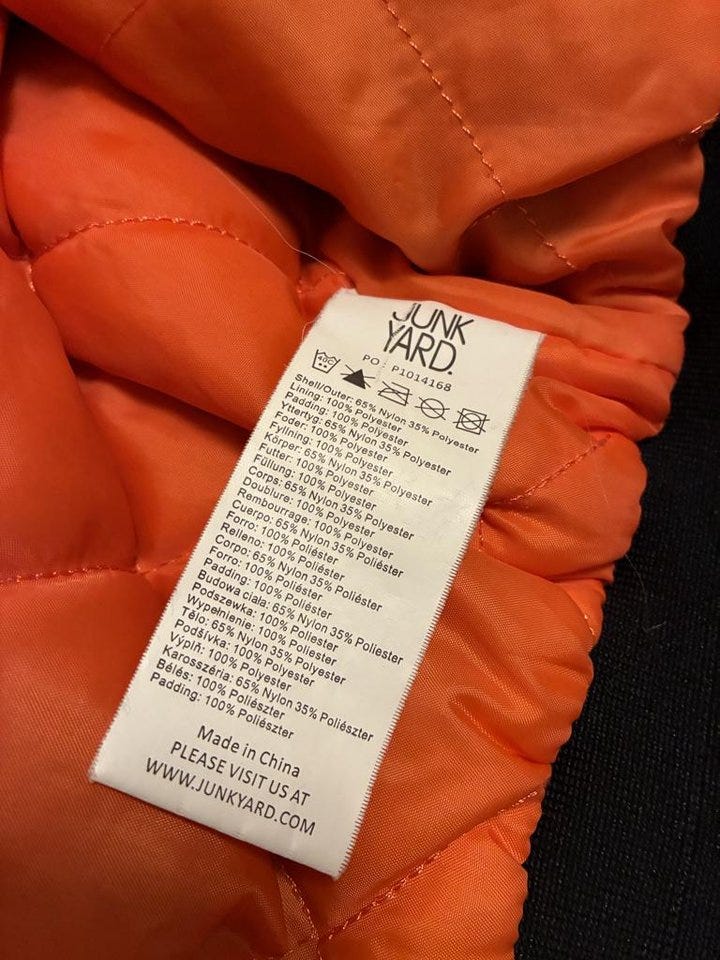 JUNK
YARD.
PO P1014168
40C
Shell/Outer: 65% Nylon 35% Polyester
Lining: 100% Polyester
Padding: 100% Polyester
Yttertyg: 65% Nylon 35% Polyester
Foder: 100% Polyester
Fyllning: 100% Polyester
Körper: 65% Nylon 35% Polyester
Futter: 100% Polyester
Füllung: 100% Polyester
Corps: 65% Nylon 35% Polyester
Doublure: 100% Polyester
Rembourrage: 100% Polyester
Cuerpo: 65% Nylon 35% Poliéster
Forro: 100% Poliéster
Relleno: 100% Poliéster
Corpo: 65% Nylon 35% Poliéster
Forro: 100% Poliéster
Padding: 100% Poliéster
Budowa ciała: 65% Nylon 35% Poliester
Podszewka: 100% Poliester
Wypełnienie: 100% Poliester
Tělo: 65% Nylon 35% Polyester
Podšívka: 100% Polyester
Výplň: 100% Polyester
Karosszéria: 65% Nylon 35% Poliészter
Bélés: 100% Poliészter
Padding: 100% Poliészter
Made in China
PLEASE VISIT US AT
WWW.JUNKYARD.COM